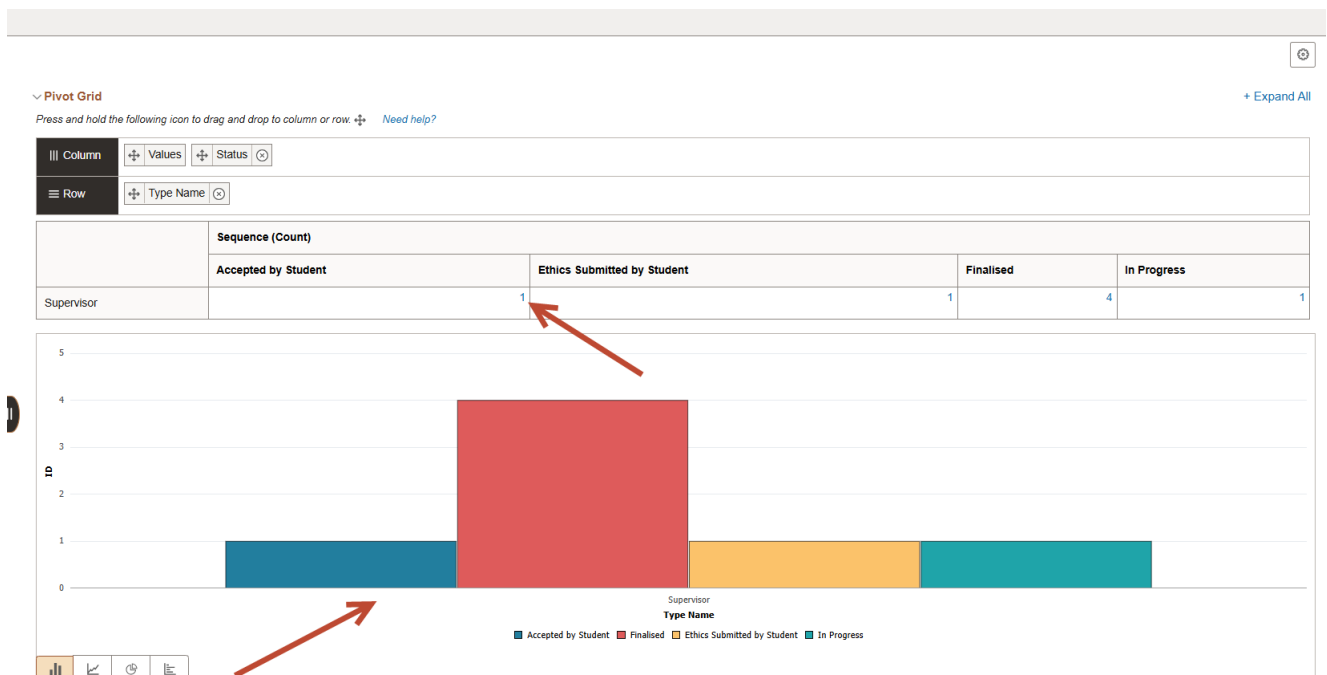 Pivot Grid
+ Expand All
Press and hold the following icon to drag and drop to column or row. Need help?
Column Values Status
Row Type Name
Sequence (Count)
Accepted by Student Ethics Submitted by Student Finalised In Progress
Supervisor 1 1 4 1
5
4
3
ID
2
1
0
Supervisor
Type Name
Accepted by Student Finalised Ethics Submitted by Student In Progress